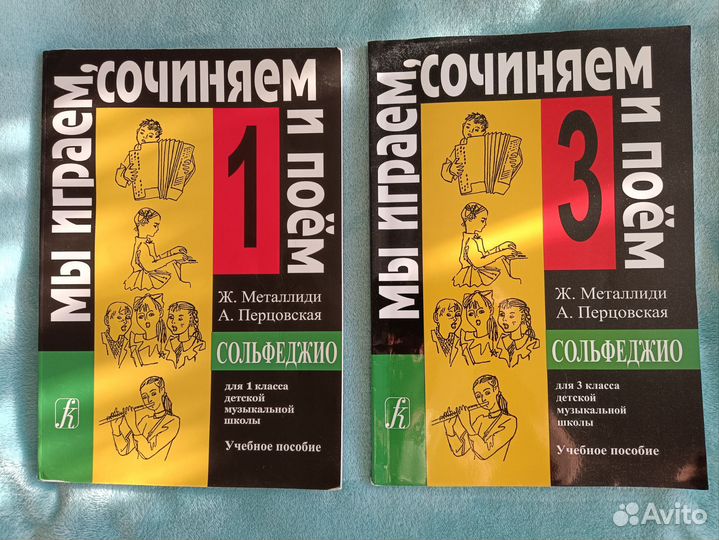 мы играем, сочиняем и поём
1
Ж. Металлиди
А. Перцовская
СОЛЬФЕДЖИО
для 1 класса
детской
музыкальной
школы
Учебное пособие
мы играем, сочиняем и поём
3
Ж. Металлиди
А. Перцовская
СОЛЬФЕДЖИО
для 3 класса
детской
музыкальной
школы
Учебное пособие
Avito